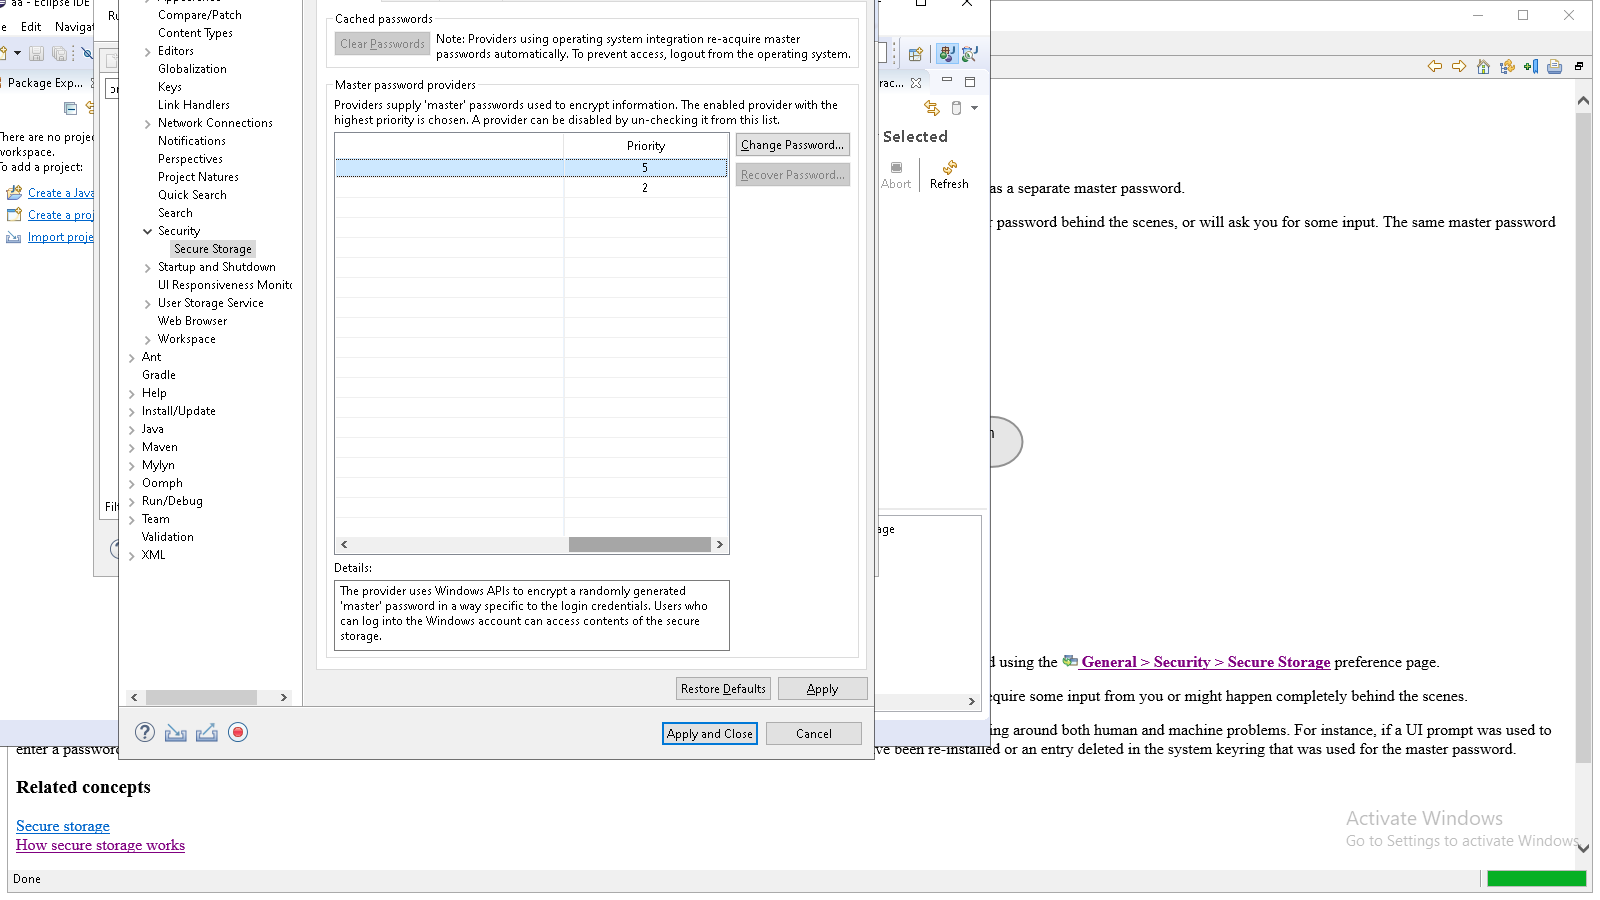 aa - Eclipse IDE
Edit Navigat
Package Exp...
There are no projec
workspace.
To add a project:
Create a Java
Create a proj
Import proje
Ru
Compare/Patch
Content Types
Editors
Globalization
Keys
Link Handlers
Network Connections
Notifications
Perspectives
Project Natures
Quick Search
Search
Security
Secure Storage
Startup and Shutdown
UI Responsiveness Monito
User Storage Service
Web Browser
Workspace
Ant
Gradle
Help
Install/Update
Java
Maven
Mylyn
Oomph
Run/Debug
Team
Validation
XML
Cached passwords
Clear Passwords
Note: Providers using operating system integration re-acquire master
passwords automatically. To prevent access, logout from the operating system.
Master password providers
Providers supply 'master' passwords used to encrypt information. The enabled provider with the
highest priority is chosen. A provider can be disabled by un-checking it from this list.
Priority
5
2
Change Password...
Recover Password...
Details:
The provider uses Windows APIs to encrypt a randomly generated
'master' password in a way specific to the login credentials. Users who
can log into the Windows account can access contents of the secure
storage.
Restore Defaults Apply
Apply and Close Cancel
rac...
Selected
Abort Refresh
age
as a separate master password.
r password behind the scenes, or will ask you for some input. The same master password
d using the General > Security > Secure Storage preference page.
equire some input from you or might happen completely behind the scenes.
ing around both human and machine problems. For instance, if a UI prompt was used to
enter a password
ve been re-installed or an entry deleted in the system keyring that was used for the master password.
Related concepts
Secure storage
How secure storage works
Activate Windows
Go to Settings to activate Windows.
Done